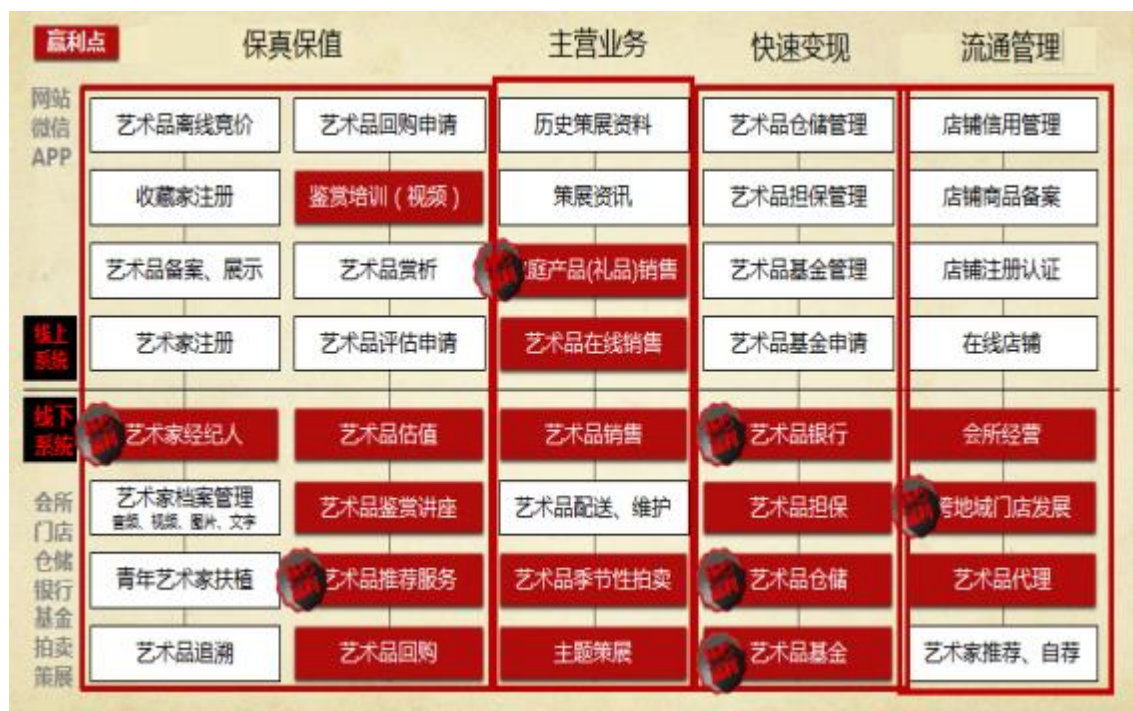 赢利点
保真保值
主营业务
快速变现
流通管理
网站
微信
APP
艺术品离线竞价
艺术品回购申请
历史策展资料
艺术品仓储管理
店铺信用管理
收藏家注册
鉴赏培训（视频）
策展资讯
艺术品担保管理
店铺商品备案
艺术品备案、展示
艺术品赏析
庭产品(礼品)销售
艺术品基金管理
店铺注册认证
线上
系统
艺术家注册
艺术品评估申请
艺术品在线销售
艺术品基金申请
在线店铺
线下
系统
艺术家经纪人
艺术品估值
艺术品销售
艺术品银行
会所经营
会所
门店
仓储
银行
基金
拍卖
策展
艺术家档案管理
音频、视频、图片、文字
艺术品鉴赏讲座
艺术品配送、维护
艺术品担保
跨地域门店发展
青年艺术家扶植
艺术品推荐服务
艺术品季节性拍卖
艺术品仓储
艺术品代理
艺术品追溯
艺术品回购
主题策展
艺术品基金
艺术家推荐、自荐